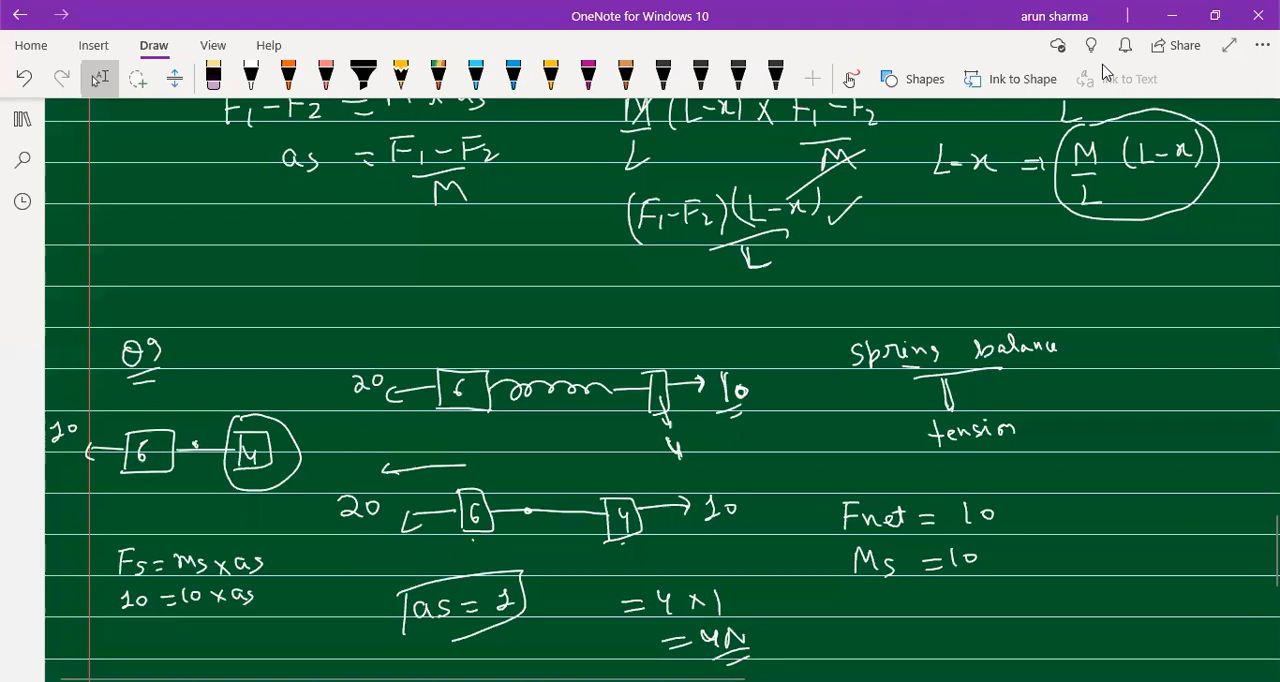 OneNote for Windows 10
arun sharma
Home Insert Draw View Help
Share
Shapes Ink to Shape Ink to Text
F₁-F₂ = M x as
as = F₁-F₂
M
M (L-x) x F₁-F₂
L M
(F₁-F₂)(L-x)
L
L
L-x ⇒ M (L-x)
L
Q9
20 6 10
4
spring balance
tension
10 6 4
20 6 4 10
Fnet = 10
Ms = 10
Fs = ms x as
10 = 10 x as
as = 1
= 4 x 1
= 4N